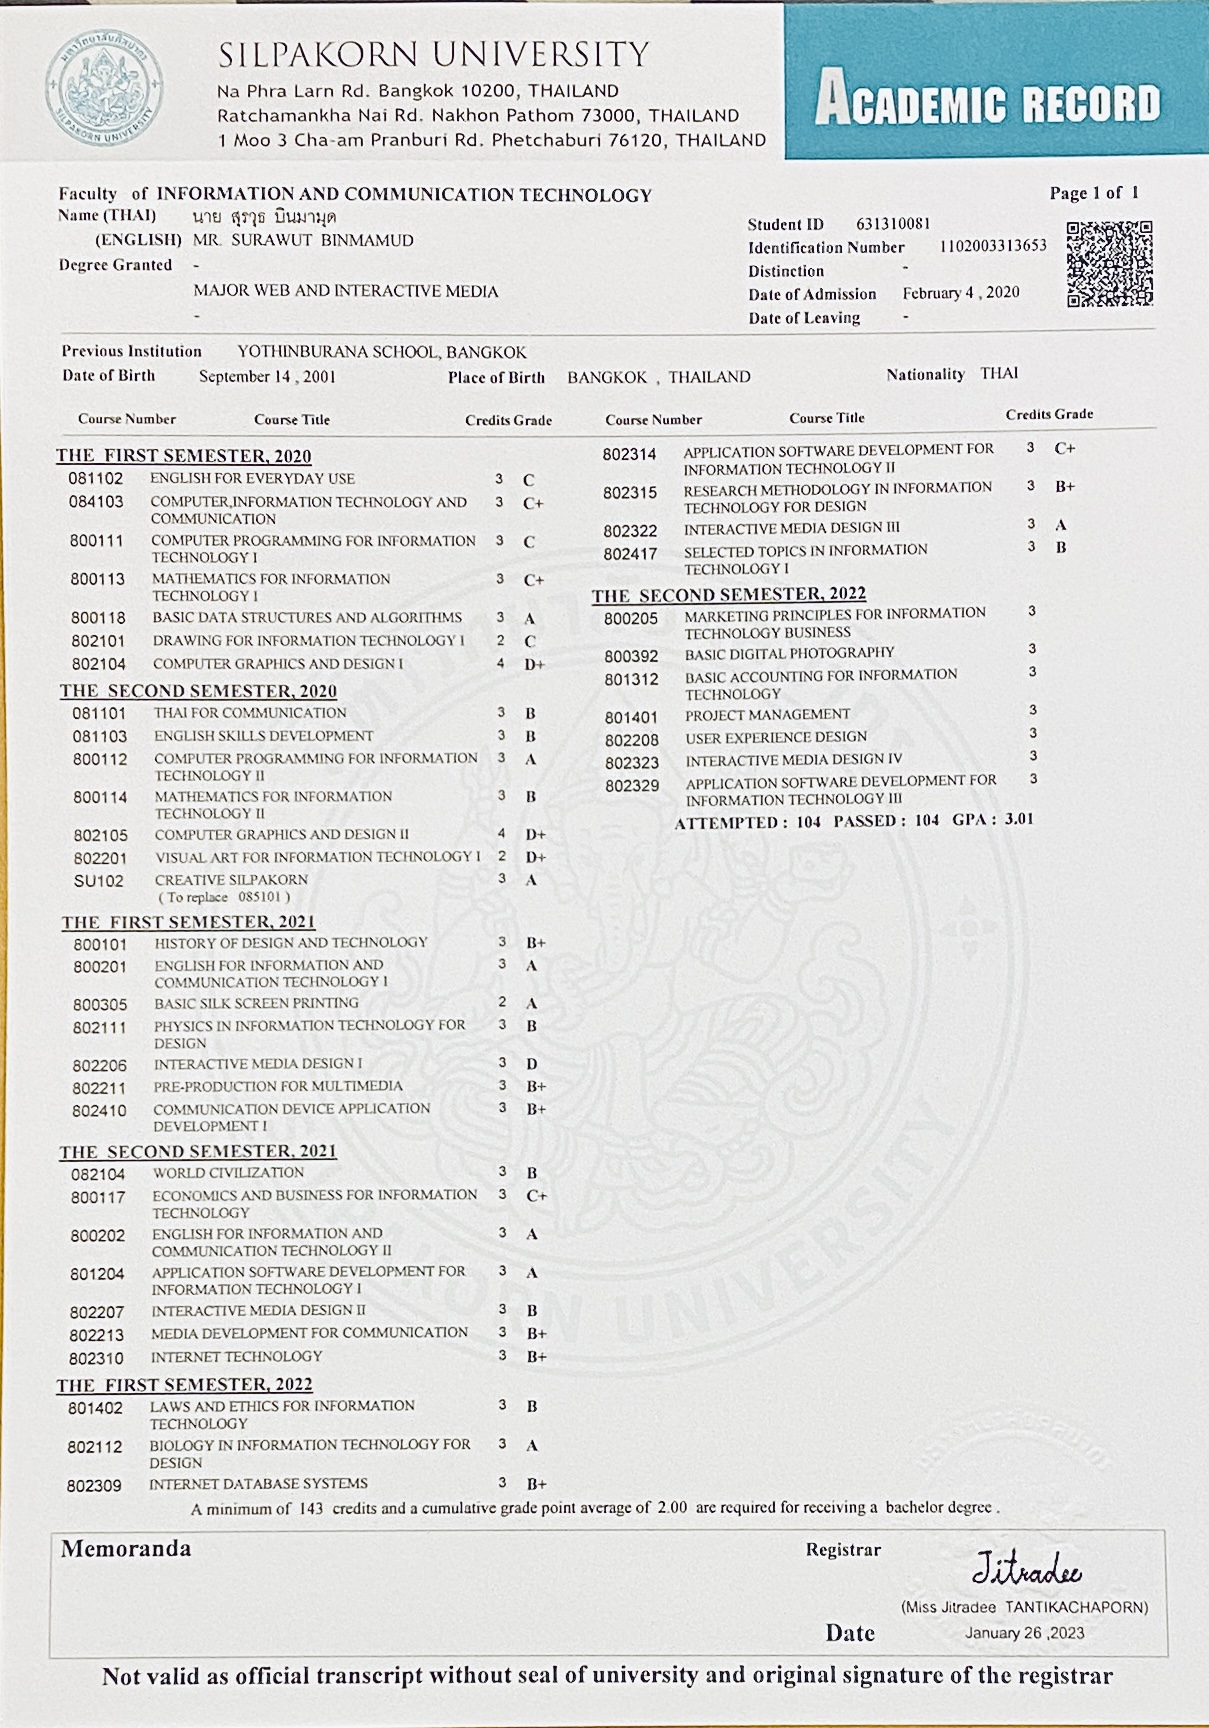 SILPAKORN UNIVERSITY
Na Phra Larn Rd. Bangkok 10200, THAILAND
Ratchamankha Nai Rd. Nakhon Pathom 73000, THAILAND
1 Moo 3 Cha-am Pranburi Rd. Phetchaburi 76120, THAILAND
ACADEMIC RECORD
มหาวิทยาลัยศิลปากร
SILPAKORN UNIVERSITY
Faculty of INFORMATION AND COMMUNICATION TECHNOLOGY
Page 1 of 1
Name (THAI) นาย สุราุธ บินมามุด
(ENGLISH) MR. SURAWUT BINMAMUD
Degree Granted -
MAJOR WEB AND INTERACTIVE MEDIA
-
Student ID 631310081
Identification Number 1102003313653
Distinction -
Date of Admission February 4 , 2020
Date of Leaving -
Previous Institution YOTHINBURANA SCHOOL, BANGKOK
Date of Birth September 14 , 2001 Place of Birth BANGKOK , THAILAND Nationality THAI
Course Number Course Title Credits Grade Course Number Course Title Credits Grade
THE FIRST SEMESTER, 2020
081102 ENGLISH FOR EVERYDAY USE 3 C
084103 COMPUTER,INFORMATION TECHNOLOGY AND 3 C+
COMMUNICATION
800111 COMPUTER PROGRAMMING FOR INFORMATION 3 C
TECHNOLOGY I
800113 MATHEMATICS FOR INFORMATION 3 C+
TECHNOLOGY I
800118 BASIC DATA STRUCTURES AND ALGORITHMS 3 A
802101 DRAWING FOR INFORMATION TECHNOLOGY I 2 C
802104 COMPUTER GRAPHICS AND DESIGN I 4 D+
THE SECOND SEMESTER, 2020
081101 THAI FOR COMMUNICATION 3 B
081103 ENGLISH SKILLS DEVELOPMENT 3 B
800112 COMPUTER PROGRAMMING FOR INFORMATION 3 A
TECHNOLOGY II
800114 MATHEMATICS FOR INFORMATION 3 B
TECHNOLOGY II
802105 COMPUTER GRAPHICS AND DESIGN II 4 D+
802201 VISUAL ART FOR INFORMATION TECHNOLOGY I 2 D+
SU102 CREATIVE SILPAKORN 3 A
( To replace 085101 )
THE FIRST SEMESTER, 2021
800101 HISTORY OF DESIGN AND TECHNOLOGY 3 B+
800201 ENGLISH FOR INFORMATION AND 3 A
COMMUNICATION TECHNOLOGY I
800305 BASIC SILK SCREEN PRINTING 2 A
802111 PHYSICS IN INFORMATION TECHNOLOGY FOR 3 B
DESIGN
802206 INTERACTIVE MEDIA DESIGN I 3 D
802211 PRE-PRODUCTION FOR MULTIMEDIA 3 B+
802410 COMMUNICATION DEVICE APPLICATION 3 B+
DEVELOPMENT I
THE SECOND SEMESTER, 2021
082104 WORLD CIVILIZATION 3 B
800117 ECONOMICS AND BUSINESS FOR INFORMATION 3 C+
TECHNOLOGY
800202 ENGLISH FOR INFORMATION AND 3 A
COMMUNICATION TECHNOLOGY II
801204 APPLICATION SOFTWARE DEVELOPMENT FOR 3 A
INFORMATION TECHNOLOGY I
802207 INTERACTIVE MEDIA DESIGN II 3 B
802213 MEDIA DEVELOPMENT FOR COMMUNICATION 3 B+
802310 INTERNET TECHNOLOGY 3 B+
THE FIRST SEMESTER, 2022
801402 LAWS AND ETHICS FOR INFORMATION 3 B
TECHNOLOGY
802112 BIOLOGY IN INFORMATION TECHNOLOGY FOR 3 A
DESIGN
802309 INTERNET DATABASE SYSTEMS 3 B+
802314 APPLICATION SOFTWARE DEVELOPMENT FOR 3 C+
INFORMATION TECHNOLOGY II
802315 RESEARCH METHODOLOGY IN INFORMATION 3 B+
TECHNOLOGY FOR DESIGN
802322 INTERACTIVE MEDIA DESIGN III 3 A
802417 SELECTED TOPICS IN INFORMATION 3 B
TECHNOLOGY I
THE SECOND SEMESTER, 2022
800205 MARKETING PRINCIPLES FOR INFORMATION 3
TECHNOLOGY BUSINESS
800392 BASIC DIGITAL PHOTOGRAPHY 3
801312 BASIC ACCOUNTING FOR INFORMATION 3
TECHNOLOGY
801401 PROJECT MANAGEMENT 3
802208 USER EXPERIENCE DESIGN 3
802323 INTERACTIVE MEDIA DESIGN IV 3
802329 APPLICATION SOFTWARE DEVELOPMENT FOR 3
INFORMATION TECHNOLOGY III
ATTEMPTED : 104 PASSED : 104 GPA : 3.01
A minimum of 143 credits and a cumulative grade point average of 2.00 are required for receiving a bachelor degree .
Memoranda
Registrar Jitradee
(Miss Jitradee TANTIKACHAPORN)
Date January 26 ,2023
Not valid as official transcript without seal of university and original signature of the registrar